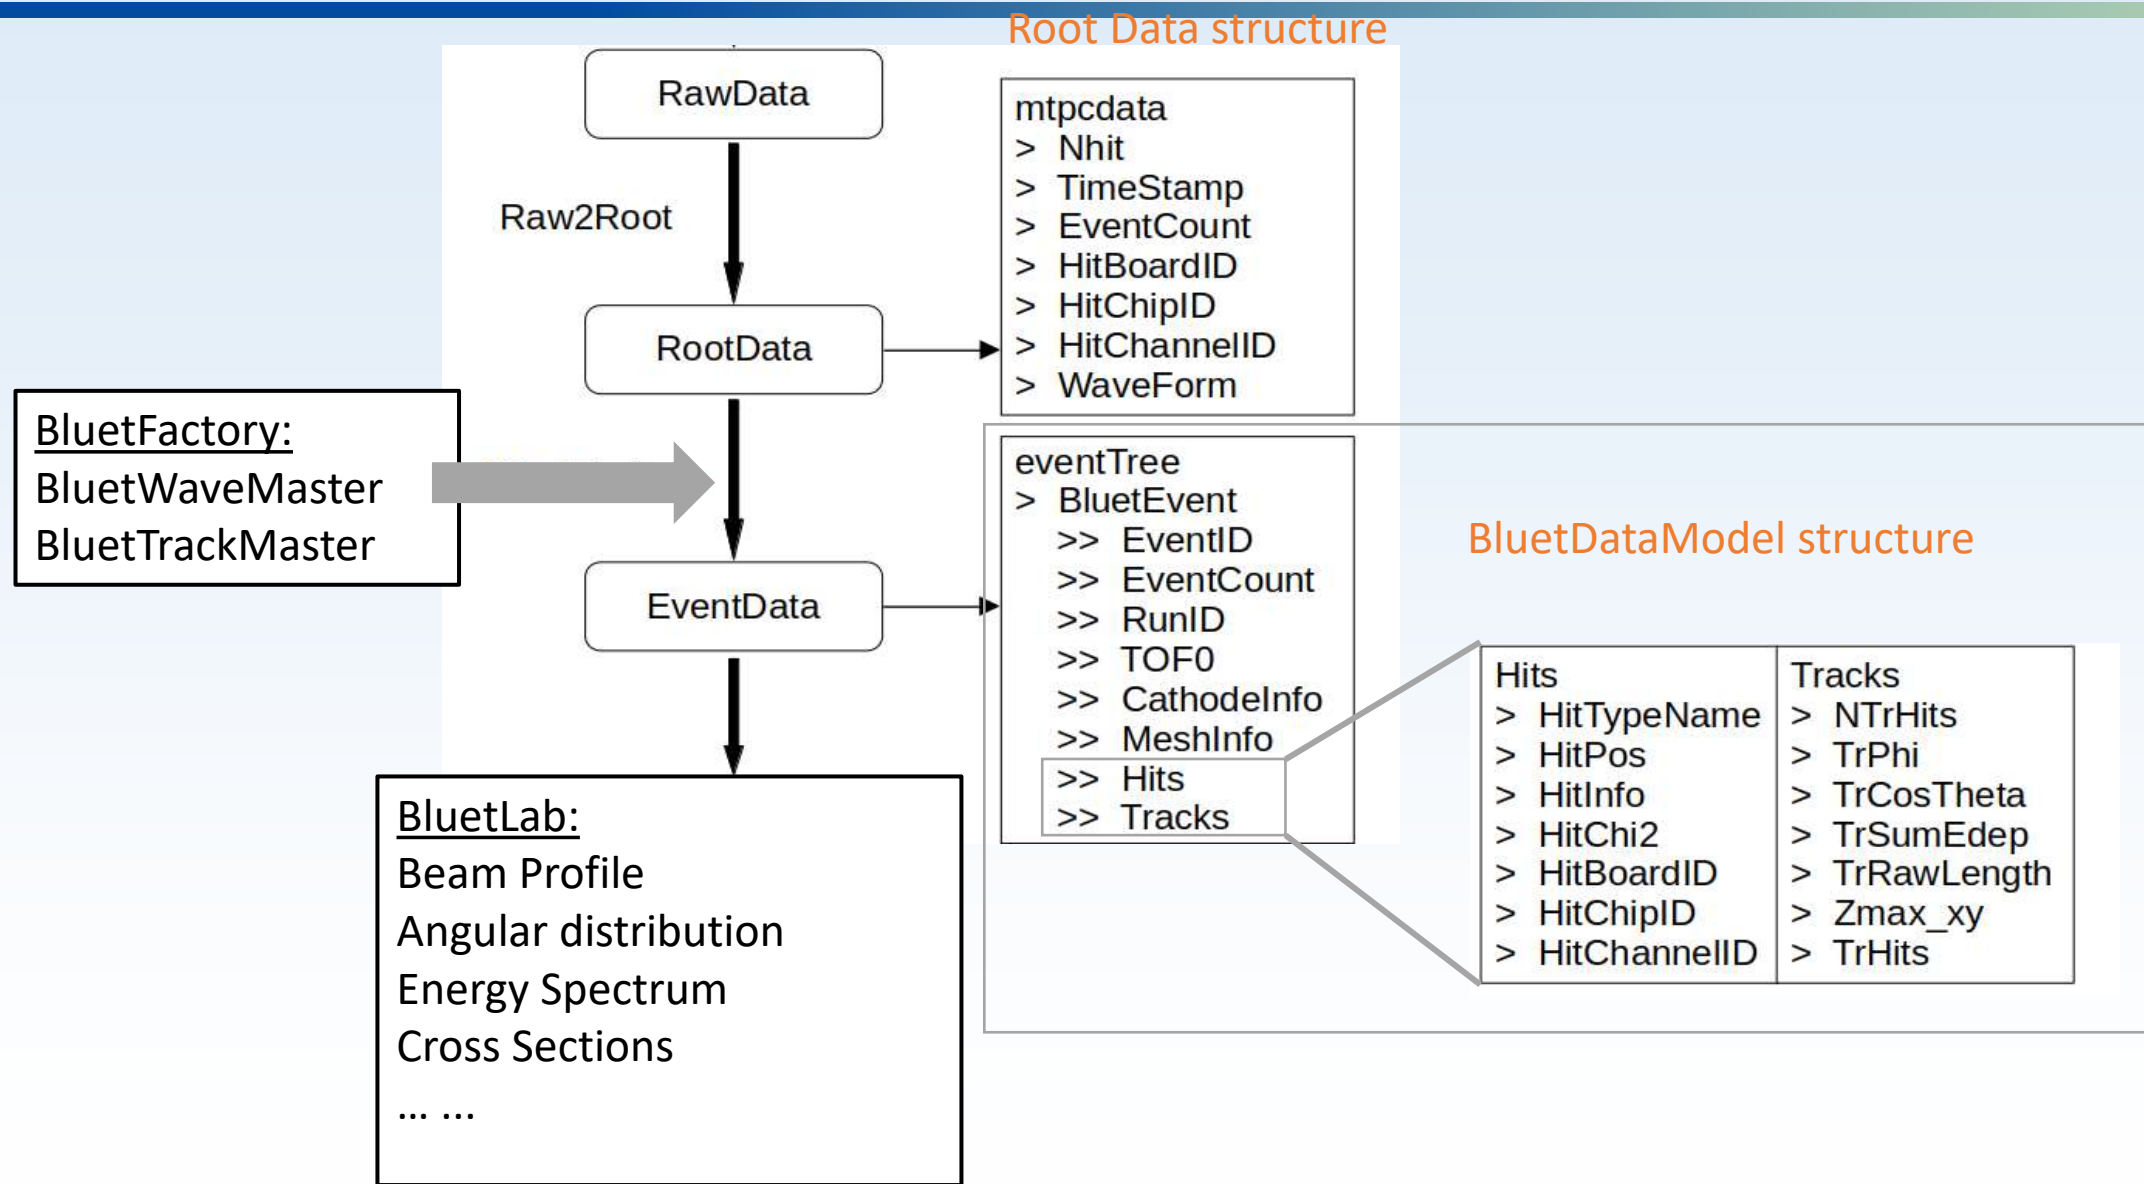 Root Data structure
RawData
Raw2Root
RootData
mtpcdata
> Nhit
> TimeStamp
> EventCount
> HitBoardID
> HitChipID
> HitChannelID
> WaveForm
BluetFactory:
BluetWaveMaster
BluetTrackMaster
EventData
eventTree
> BluetEvent
>> EventID
>> EventCount
>> RunID
>> TOF0
>> CathodeInfo
>> MeshInfo
>> Hits
>> Tracks
BluetDataModel structure
Hits
> HitTypeName
> HitPos
> HitInfo
> HitChi2
> HitBoardID
> HitChipID
> HitChannelID
Tracks
> NTrHits
> TrPhi
> TrCosTheta
> TrSumEdep
> TrRawLength
> Zmax_xy
> TrHits
BluetLab:
Beam Profile
Angular distribution
Energy Spectrum
Cross Sections
... ...